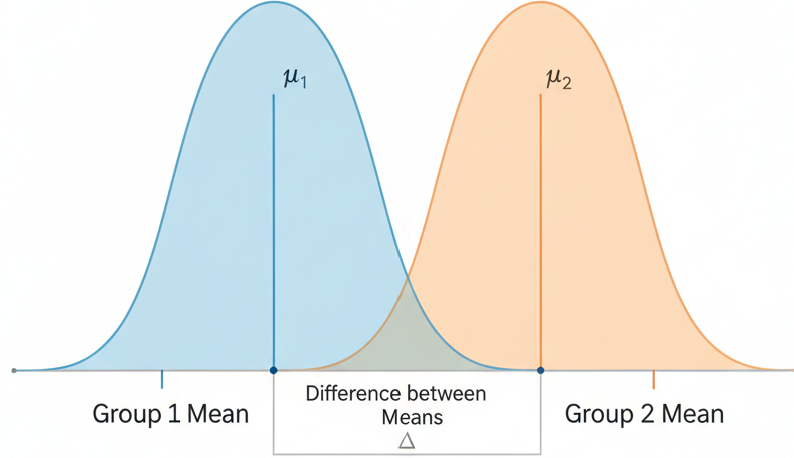 μ₁
μ₂
Group 1 Mean
Difference between
Means
Δ
Group 2 Mean